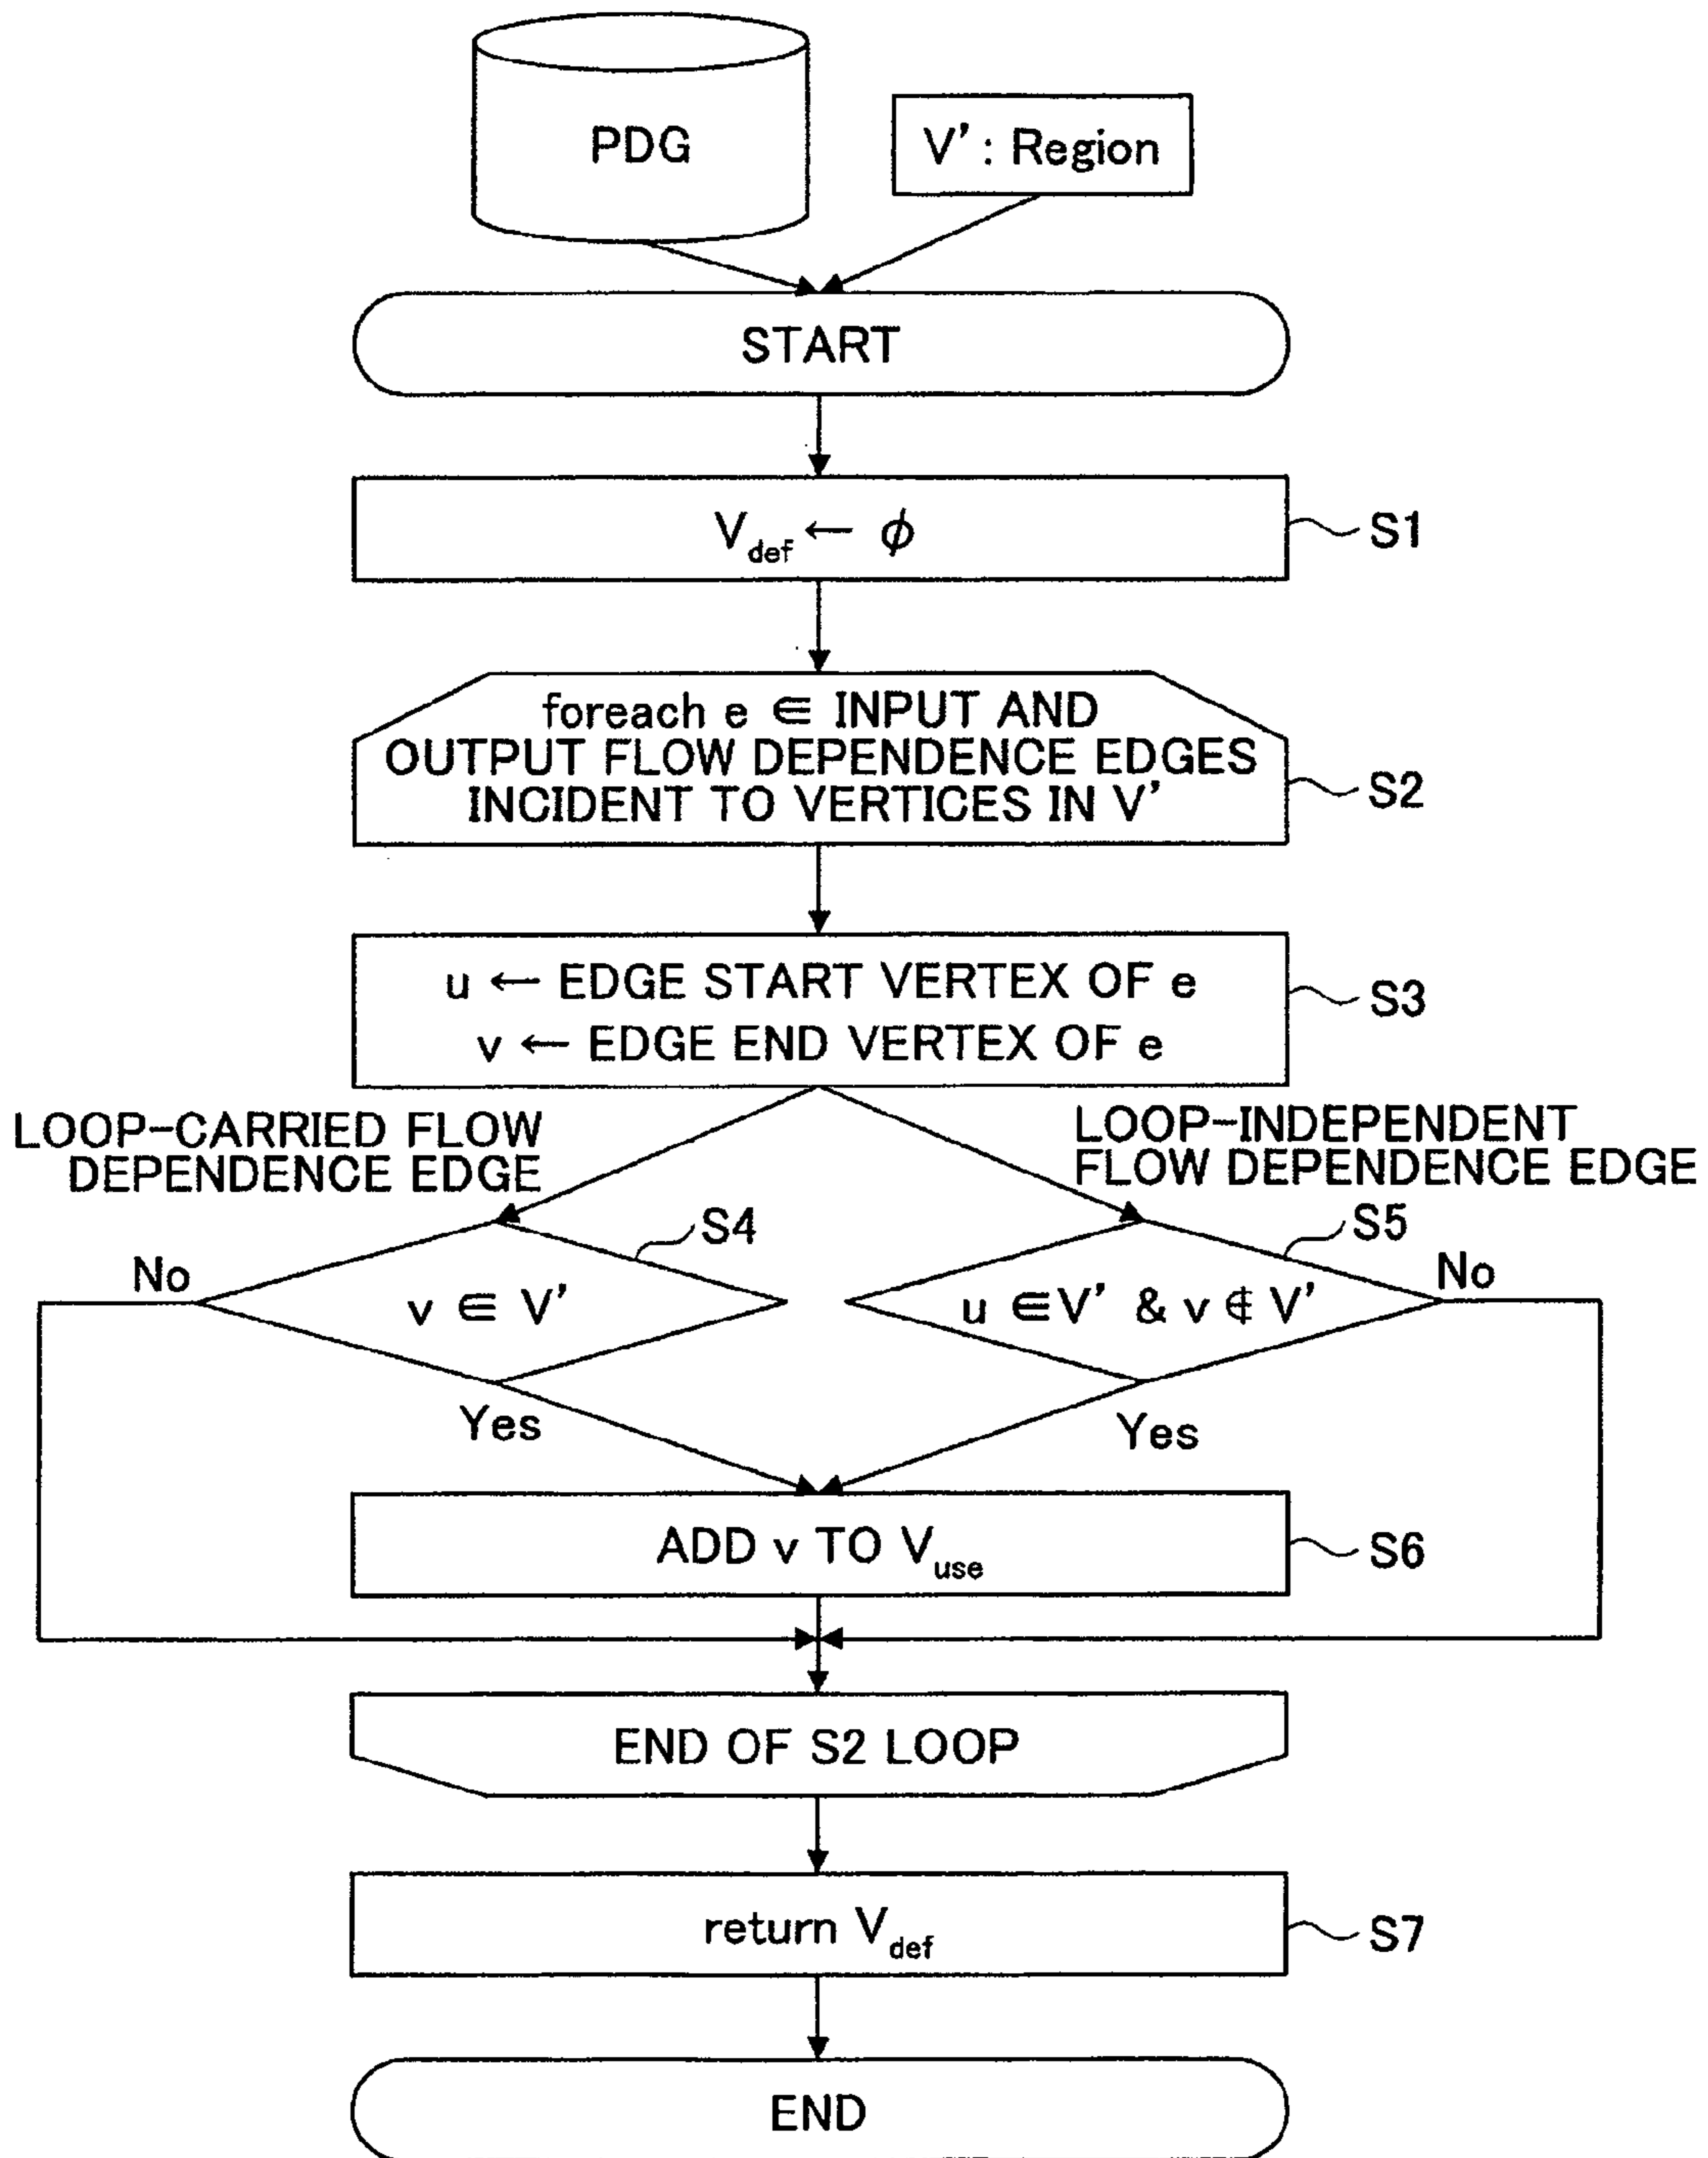 PDG
V' : Region
START
V_def ← φ
S1
foreach e ∈ INPUT AND
OUTPUT FLOW DEPENDENCE EDGES
INCIDENT TO VERTICES IN V'
S2
u ← EDGE START VERTEX OF e
v ← EDGE END VERTEX OF e
S3
LOOP-CARRIED FLOW
DEPENDENCE EDGE
LOOP-INDEPENDENT
FLOW DEPENDENCE EDGE
S4
S5
No
v ∈ V'
u ∈ V' & v ∉ V'
No
Yes
Yes
ADD v TO V_use
S6
END OF S2 LOOP
return V_def
S7
END